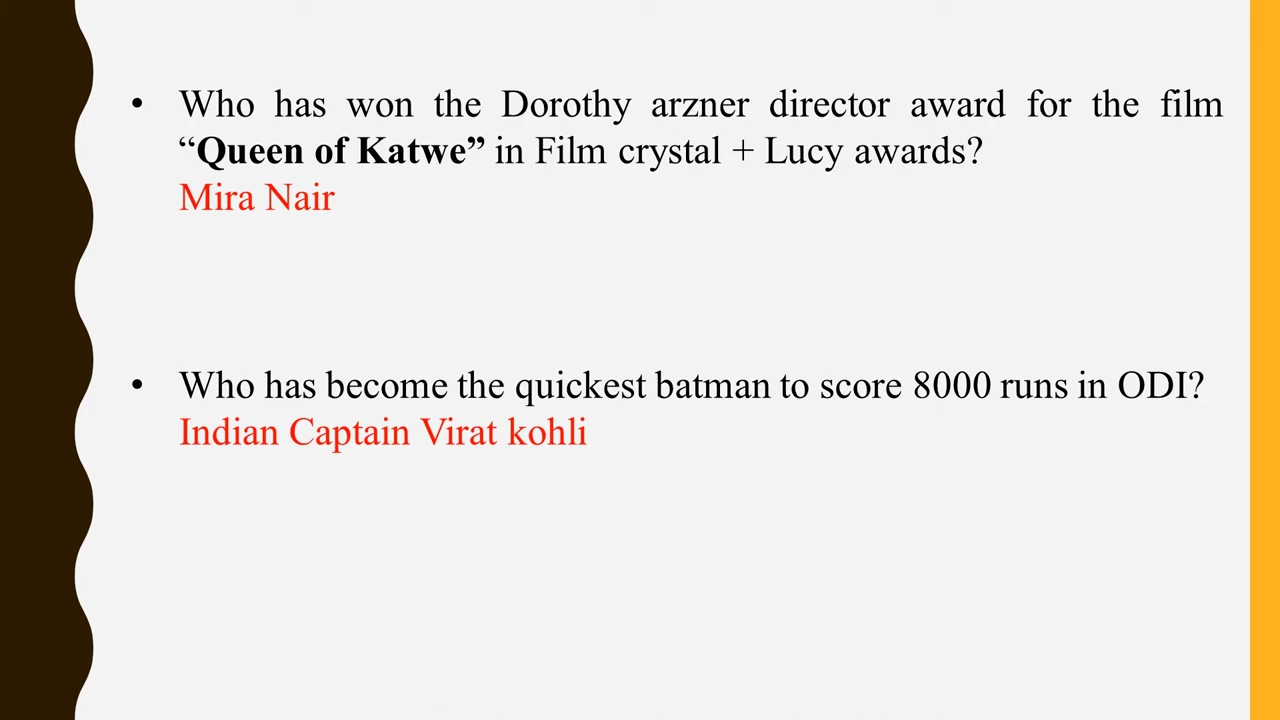 • Who has won the Dorothy arzner director award for the film
“Queen of Katwe” in Film crystal + Lucy awards?
Mira Nair
• Who has become the quickest batman to score 8000 runs in ODI?
Indian Captain Virat kohli